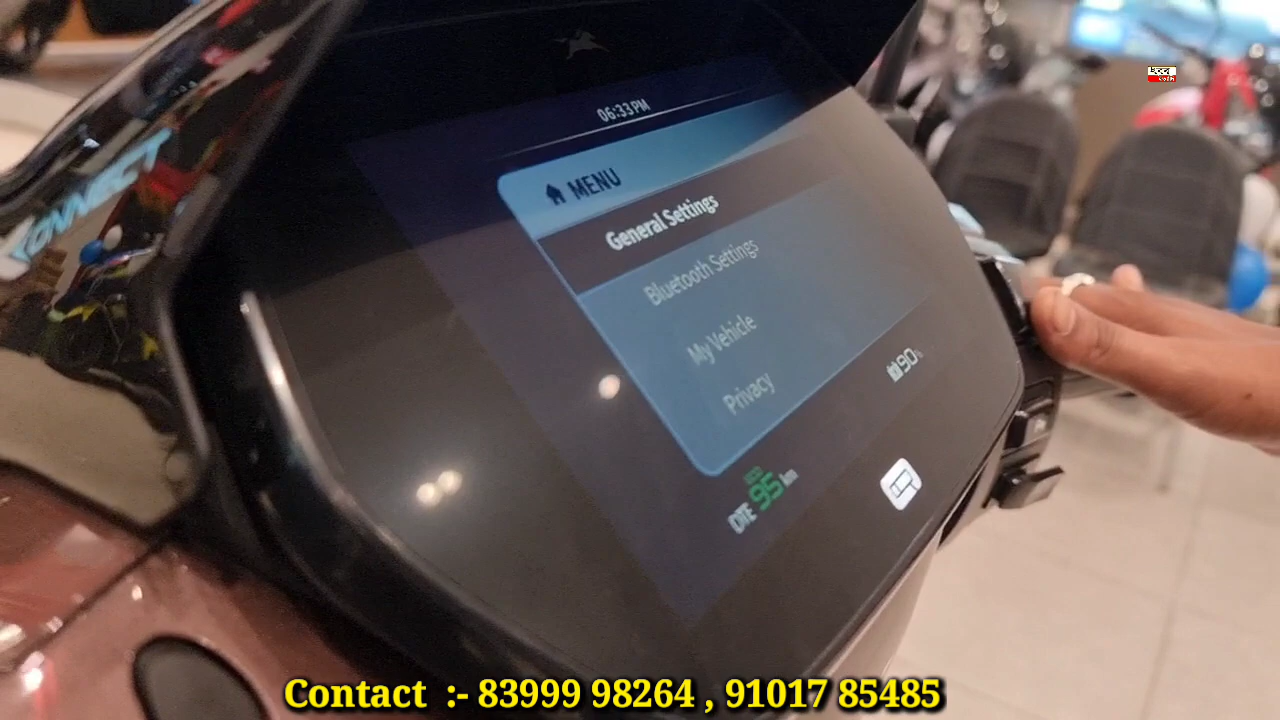 06:33 PM
MENU
General Settings
Bluetooth Settings
My Vehicle
Privacy
90%
ECO
DTE 95 km
CONNECT
Contact :- 83999 98264 , 91017 85485